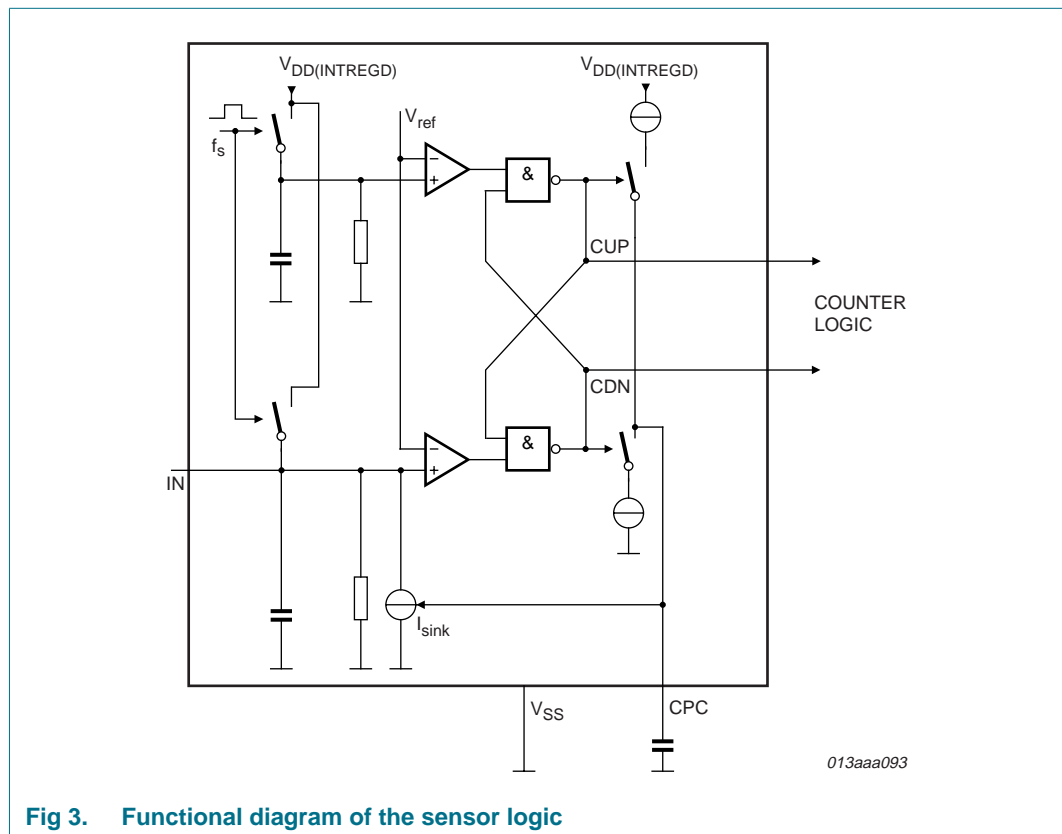 VDD(INTREGD)
VDD(INTREGD)
fs
Vref
−
+
&
CUP
COUNTER
LOGIC
CDN
&
−
+
IN
Isink
VSS
CPC
013aaa093
Fig 3. Functional diagram of the sensor logic